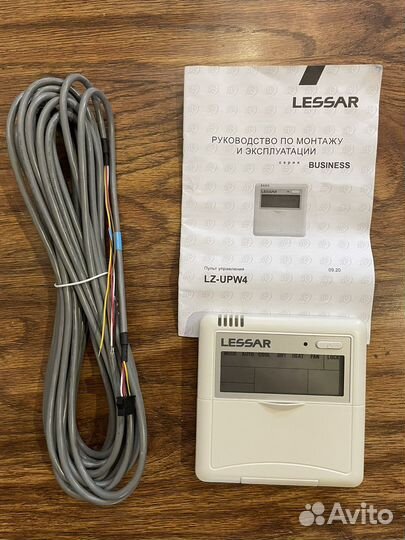 LESSAR
РУКОВОДСТВО ПО МОНТАЖУ
И ЭКСПЛУАТАЦИИ
серия BUSINESS
Пульт управления 09.20
LZ-UPW4
LESSAR
MODE AUTO COOL DRY HEAT FAN LOCK
Avito